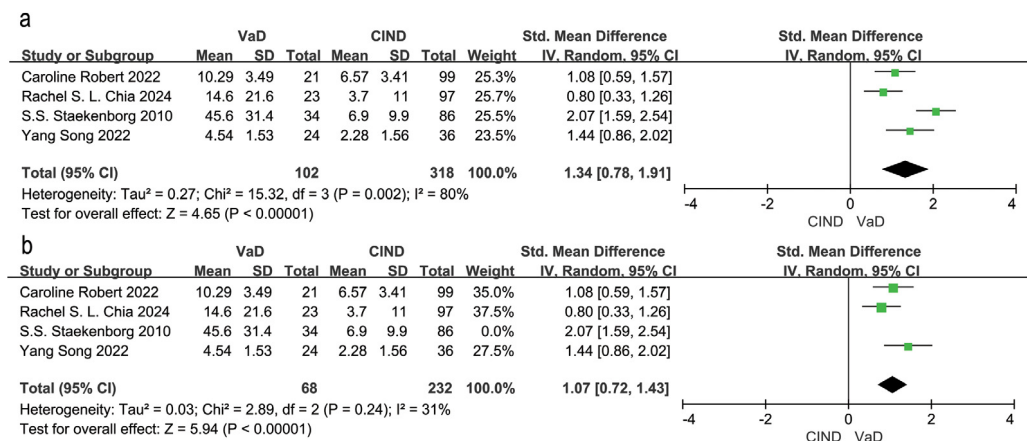 a
VaD CIND Std. Mean Difference Std. Mean Difference
Study or Subgroup Mean SD Total Mean SD Total Weight IV, Random, 95% CI IV, Random, 95% CI
Caroline Robert 2022 10.29 3.49 21 6.57 3.41 99 25.3% 1.08 [0.59, 1.57]
Rachel S. L. Chia 2024 14.6 21.6 23 3.7 11 97 25.7% 0.80 [0.33, 1.26]
S.S. Staekenborg 2010 45.6 31.4 34 6.9 9.9 86 25.5% 2.07 [1.59, 2.54]
Yang Song 2022 4.54 1.53 24 2.28 1.56 36 23.5% 1.44 [0.86, 2.02]
Total (95% CI) 102 318 100.0% 1.34 [0.78, 1.91]
Heterogeneity: Tau² = 0.27; Chi² = 15.32, df = 3 (P = 0.002); I² = 80%
Test for overall effect: Z = 4.65 (P < 0.00001)
-4 -2 0 2 4
CIND VaD
b
VaD CIND Std. Mean Difference Std. Mean Difference
Study or Subgroup Mean SD Total Mean SD Total Weight IV, Random, 95% CI IV, Random, 95% CI
Caroline Robert 2022 10.29 3.49 21 6.57 3.41 99 35.0% 1.08 [0.59, 1.57]
Rachel S. L. Chia 2024 14.6 21.6 23 3.7 11 97 37.5% 0.80 [0.33, 1.26]
S.S. Staekenborg 2010 45.6 31.4 34 6.9 9.9 86 0.0% 2.07 [1.59, 2.54]
Yang Song 2022 4.54 1.53 24 2.28 1.56 36 27.5% 1.44 [0.86, 2.02]
Total (95% CI) 68 232 100.0% 1.07 [0.72, 1.43]
Heterogeneity: Tau² = 0.03; Chi² = 2.89, df = 2 (P = 0.24); I² = 31%
Test for overall effect: Z = 5.94 (P < 0.00001)
-4 -2 0 2 4
CIND VaD